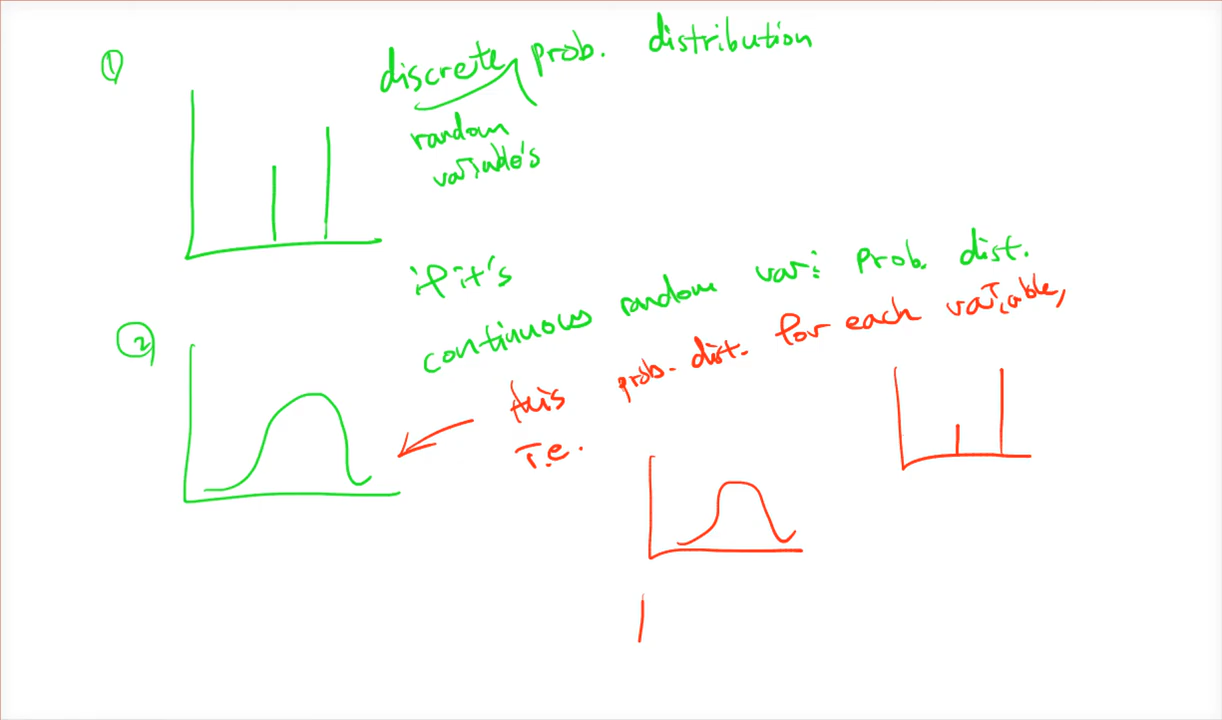 ①
discrete prob. distribution
random
variable's
if it's
continuous random var: prob. dist.
②
this prob. dist. for each variable,
i.e.